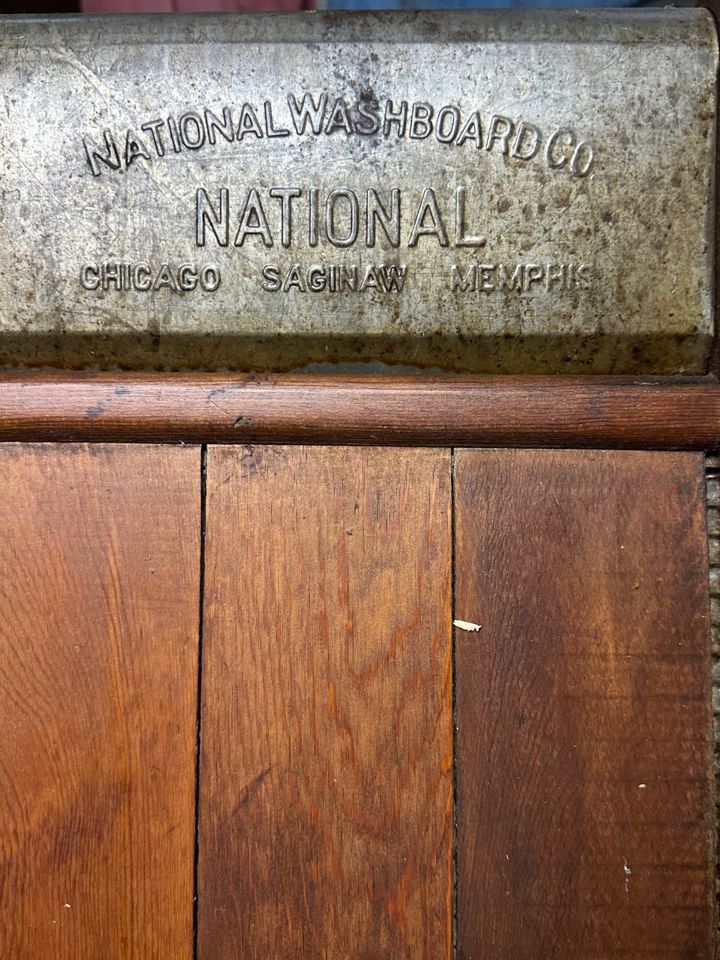 NATIONAL WASHBOARD CO.
NATIONAL
CHICAGO SAGINAW MEMPHIS